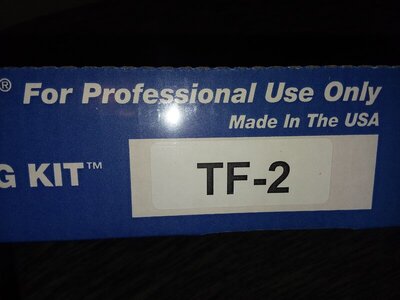 ® For Professional Use Only
Made In The USA
G KIT™
TF-2